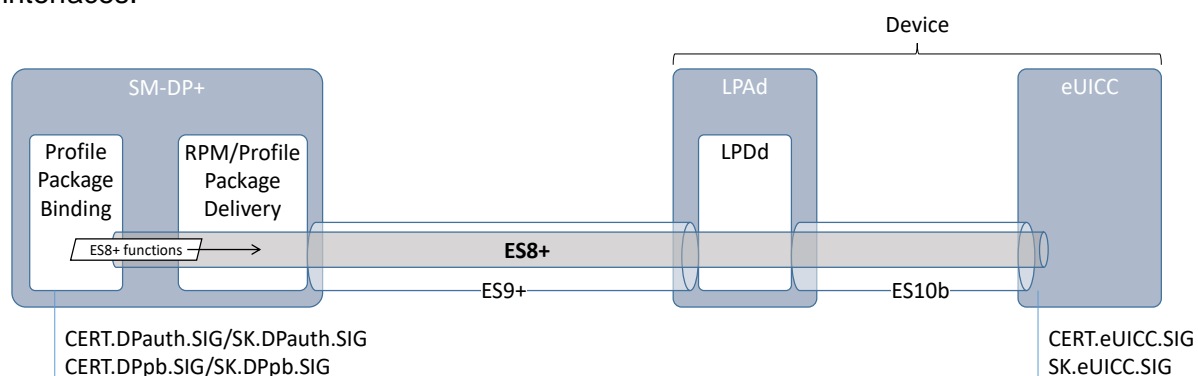 interfaces.
Device
SM-DP+
LPAd
eUICC
Profile
Package
Binding
RPM/Profile
Package
Delivery
LPDd
ES8+ functions
ES8+
ES9+
ES10b
CERT.DPauth.SIG/SK.DPauth.SIG
CERT.DPpb.SIG/SK.DPpb.SIG
CERT.eUICC.SIG
SK.eUICC.SIG